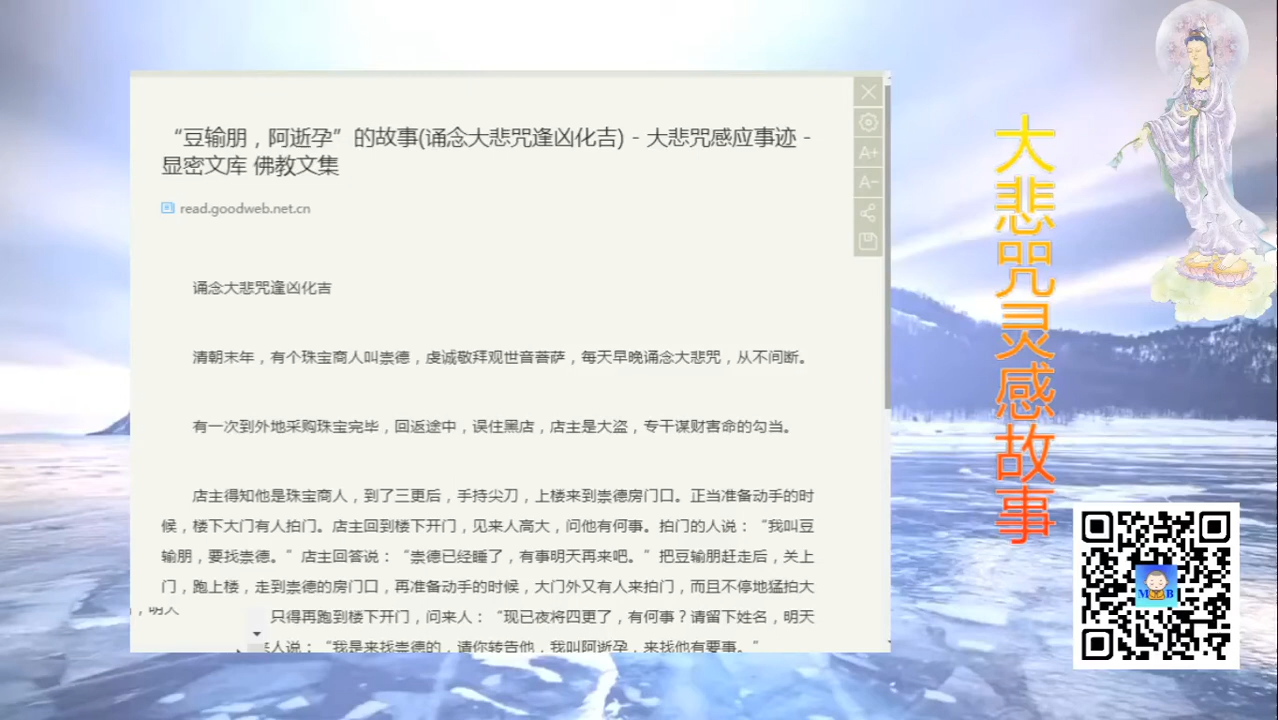 “豆输朋，阿逝孕”的故事(诵念大悲咒逢凶化吉) - 大悲咒感应事迹 -
显密文库 佛教文集
read.goodweb.net.cn
诵念大悲咒逢凶化吉
清朝末年，有个珠宝商人叫崇德，虔诚敬拜观世音菩萨，每天早晚诵念大悲咒，从不间断。
有一次到外地采购珠宝完毕，回返途中，误住黑店，店主是大盗，专干谋财害命的勾当。
店主得知他是珠宝商人，到了三更后，手持尖刀，上楼来到崇德房门口。正当准备动手的时
候，楼下大门有人拍门。店主回到楼下开门，见来人高大，问他有何事。拍门的人说：“我叫豆
输朋，要找崇德。”店主回答说：“崇德已经睡了，有事明天再来吧。”把豆输朋赶走后，关上
门，跑上楼，走到崇德的房门口，再准备动手的时候，大门外又有人来拍门，而且不停地猛拍大
，明天
只得再跑到楼下开门，问来人：“现已夜将四更了，有何事？请留下姓名，明天
人说：“我是来找崇德的，请你转告他，我叫阿逝孕，来找他有要事。”
A+
A-
大悲咒灵感故事
M B